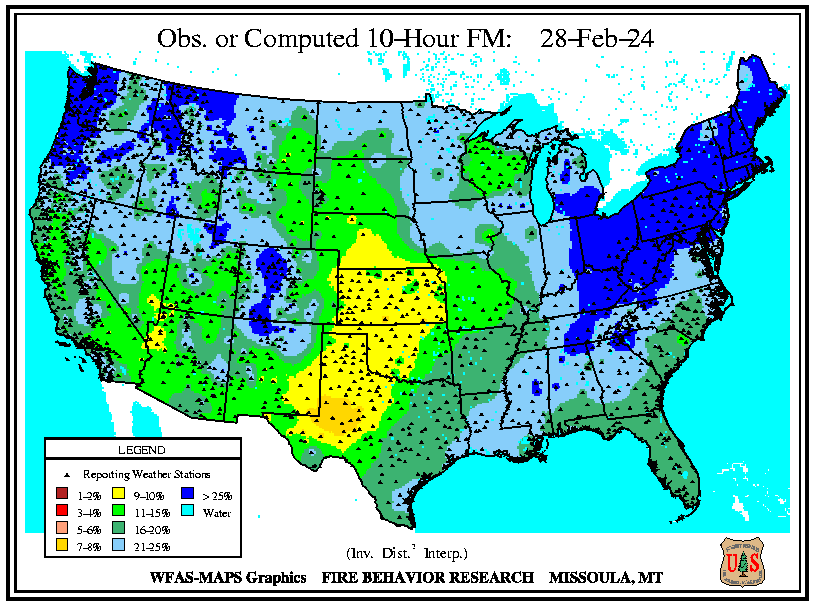 Obs. or Computed 10-Hour FM: 28-Feb-24
LEGEND
Reporting Weather Stations
1-2% 9-10% > 25%
3-4% 11-15% Water
5-6% 16-20%
7-8% 21-25%
(Inv. Dist.² Interp.)
WFAS-MAPS Graphics FIRE BEHAVIOR RESEARCH MISSOULA, MT
U S